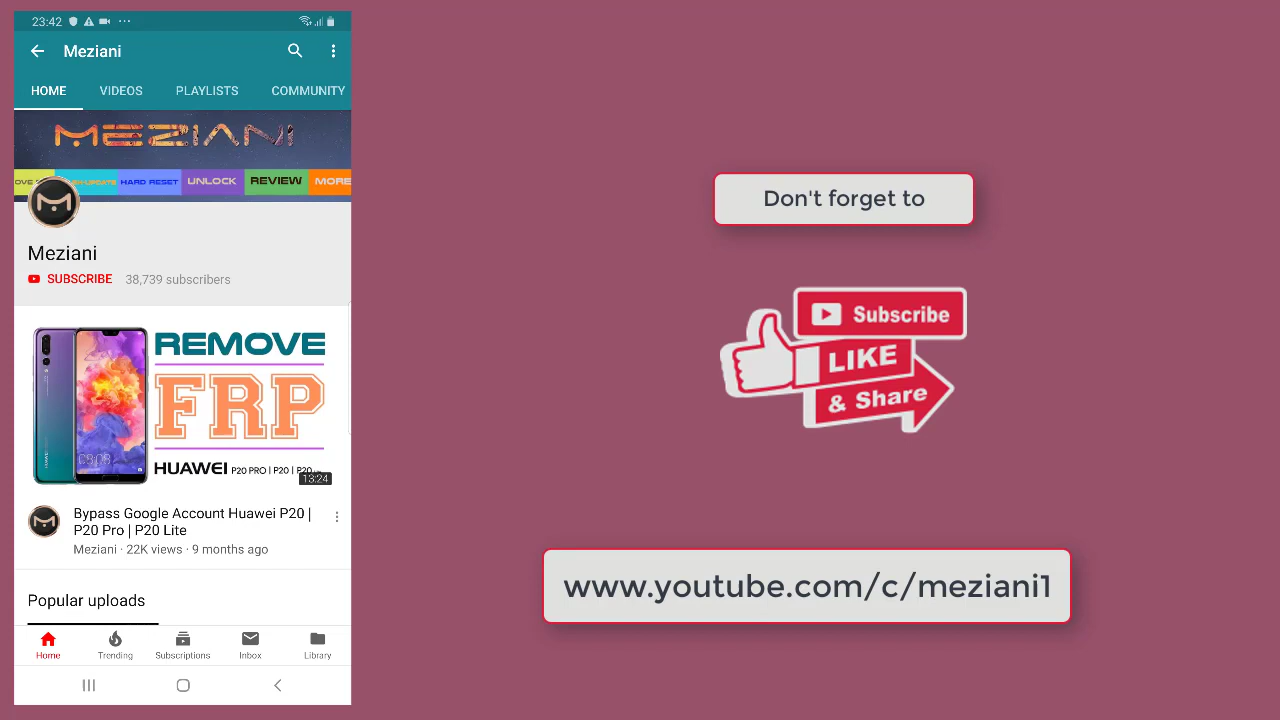 23:42
Meziani
HOME VIDEOS PLAYLISTS COMMUNITY
MEZIANI
HARD RESET UNLOCK REVIEW MORE
Meziani
SUBSCRIBE 38,739 subscribers
REMOVE
FRP
HUAWEI P20 PRO | P20 | P20
13:24
Bypass Google Account Huawei P20 |
P20 Pro | P20 Lite
Meziani · 22K views · 9 months ago
Popular uploads
Home Trending Subscriptions Inbox Library
Don't forget to
Subscribe
LIKE
& Share
www.youtube.com/c/meziani1